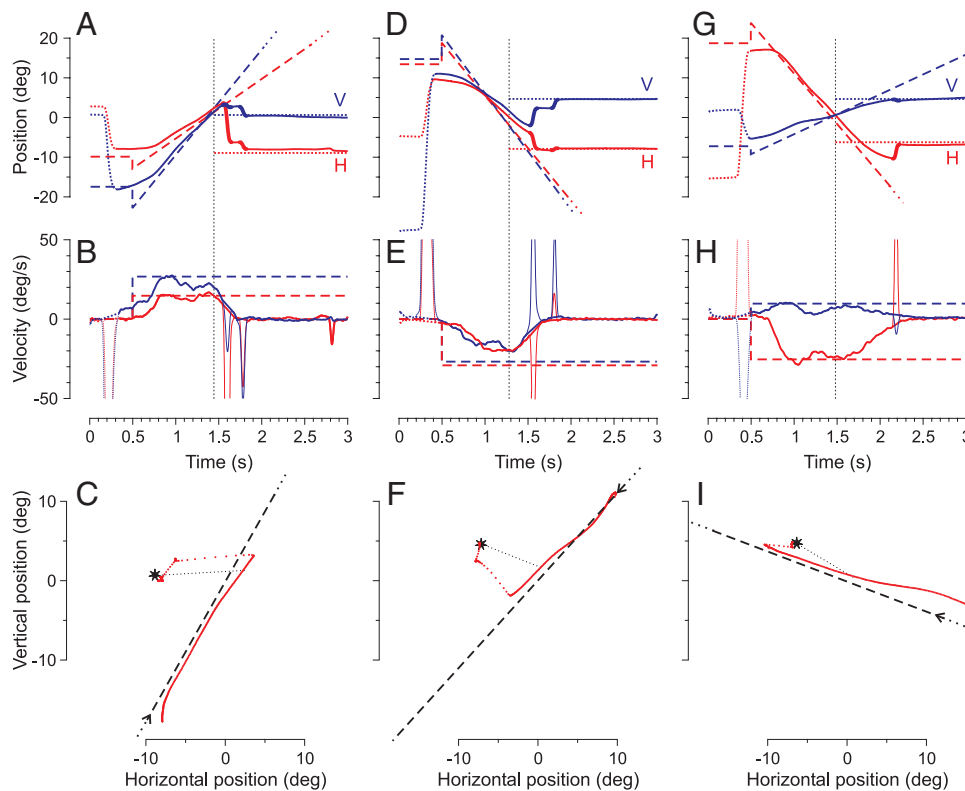 A D G
20
10
0
-10
-20
Position (deg)
V V V
H H H
B E H
50
0
-50
Velocity (deg/s)
0 0.5 1 1.5 2 2.5 3 0 0.5 1 1.5 2 2.5 3 0 0.5 1 1.5 2 2.5 3
Time (s) Time (s) Time (s)
C F I
10
0
-10
Vertical position (deg)
-10 0 10 -10 0 10 -10 0 10
Horizontal position (deg) Horizontal position (deg) Horizontal position (deg)